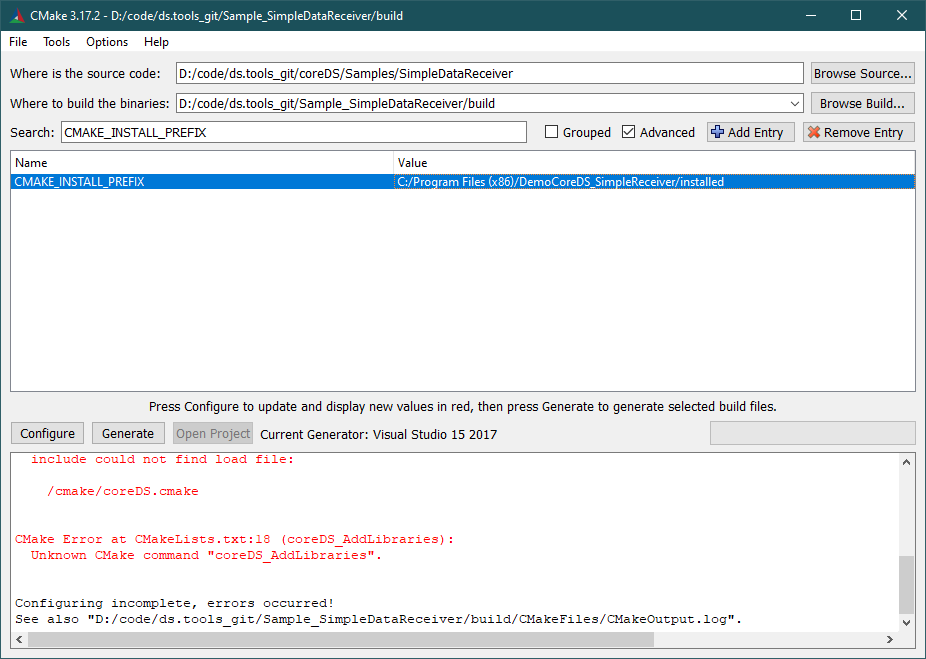 CMake 3.17.2 - D:/code/ds.tools_git/Sample_SimpleDataReceiver/build
File Tools Options Help
Where is the source code: D:/code/ds.tools_git/coreDS/Samples/SimpleDataReceiver Browse Source...
Where to build the binaries: D:/code/ds.tools_git/Sample_SimpleDataReceiver/build Browse Build...
Search: CMAKE_INSTALL_PREFIX Grouped Advanced Add Entry Remove Entry
Name Value
CMAKE_INSTALL_PREFIX C:/Program Files (x86)/DemoCoreDS_SimpleReceiver/installed
Press Configure to update and display new values in red, then press Generate to generate selected build files.
Configure Generate Open Project Current Generator: Visual Studio 15 2017
include could not find load file:
/cmake/coreDS.cmake
CMake Error at CMakeLists.txt:18 (coreDS_AddLibraries):
Unknown CMake command "coreDS_AddLibraries".
Configuring incomplete, errors occurred!
See also "D:/code/ds.tools_git/Sample_SimpleDataReceiver/build/CMakeFiles/CMakeOutput.log".